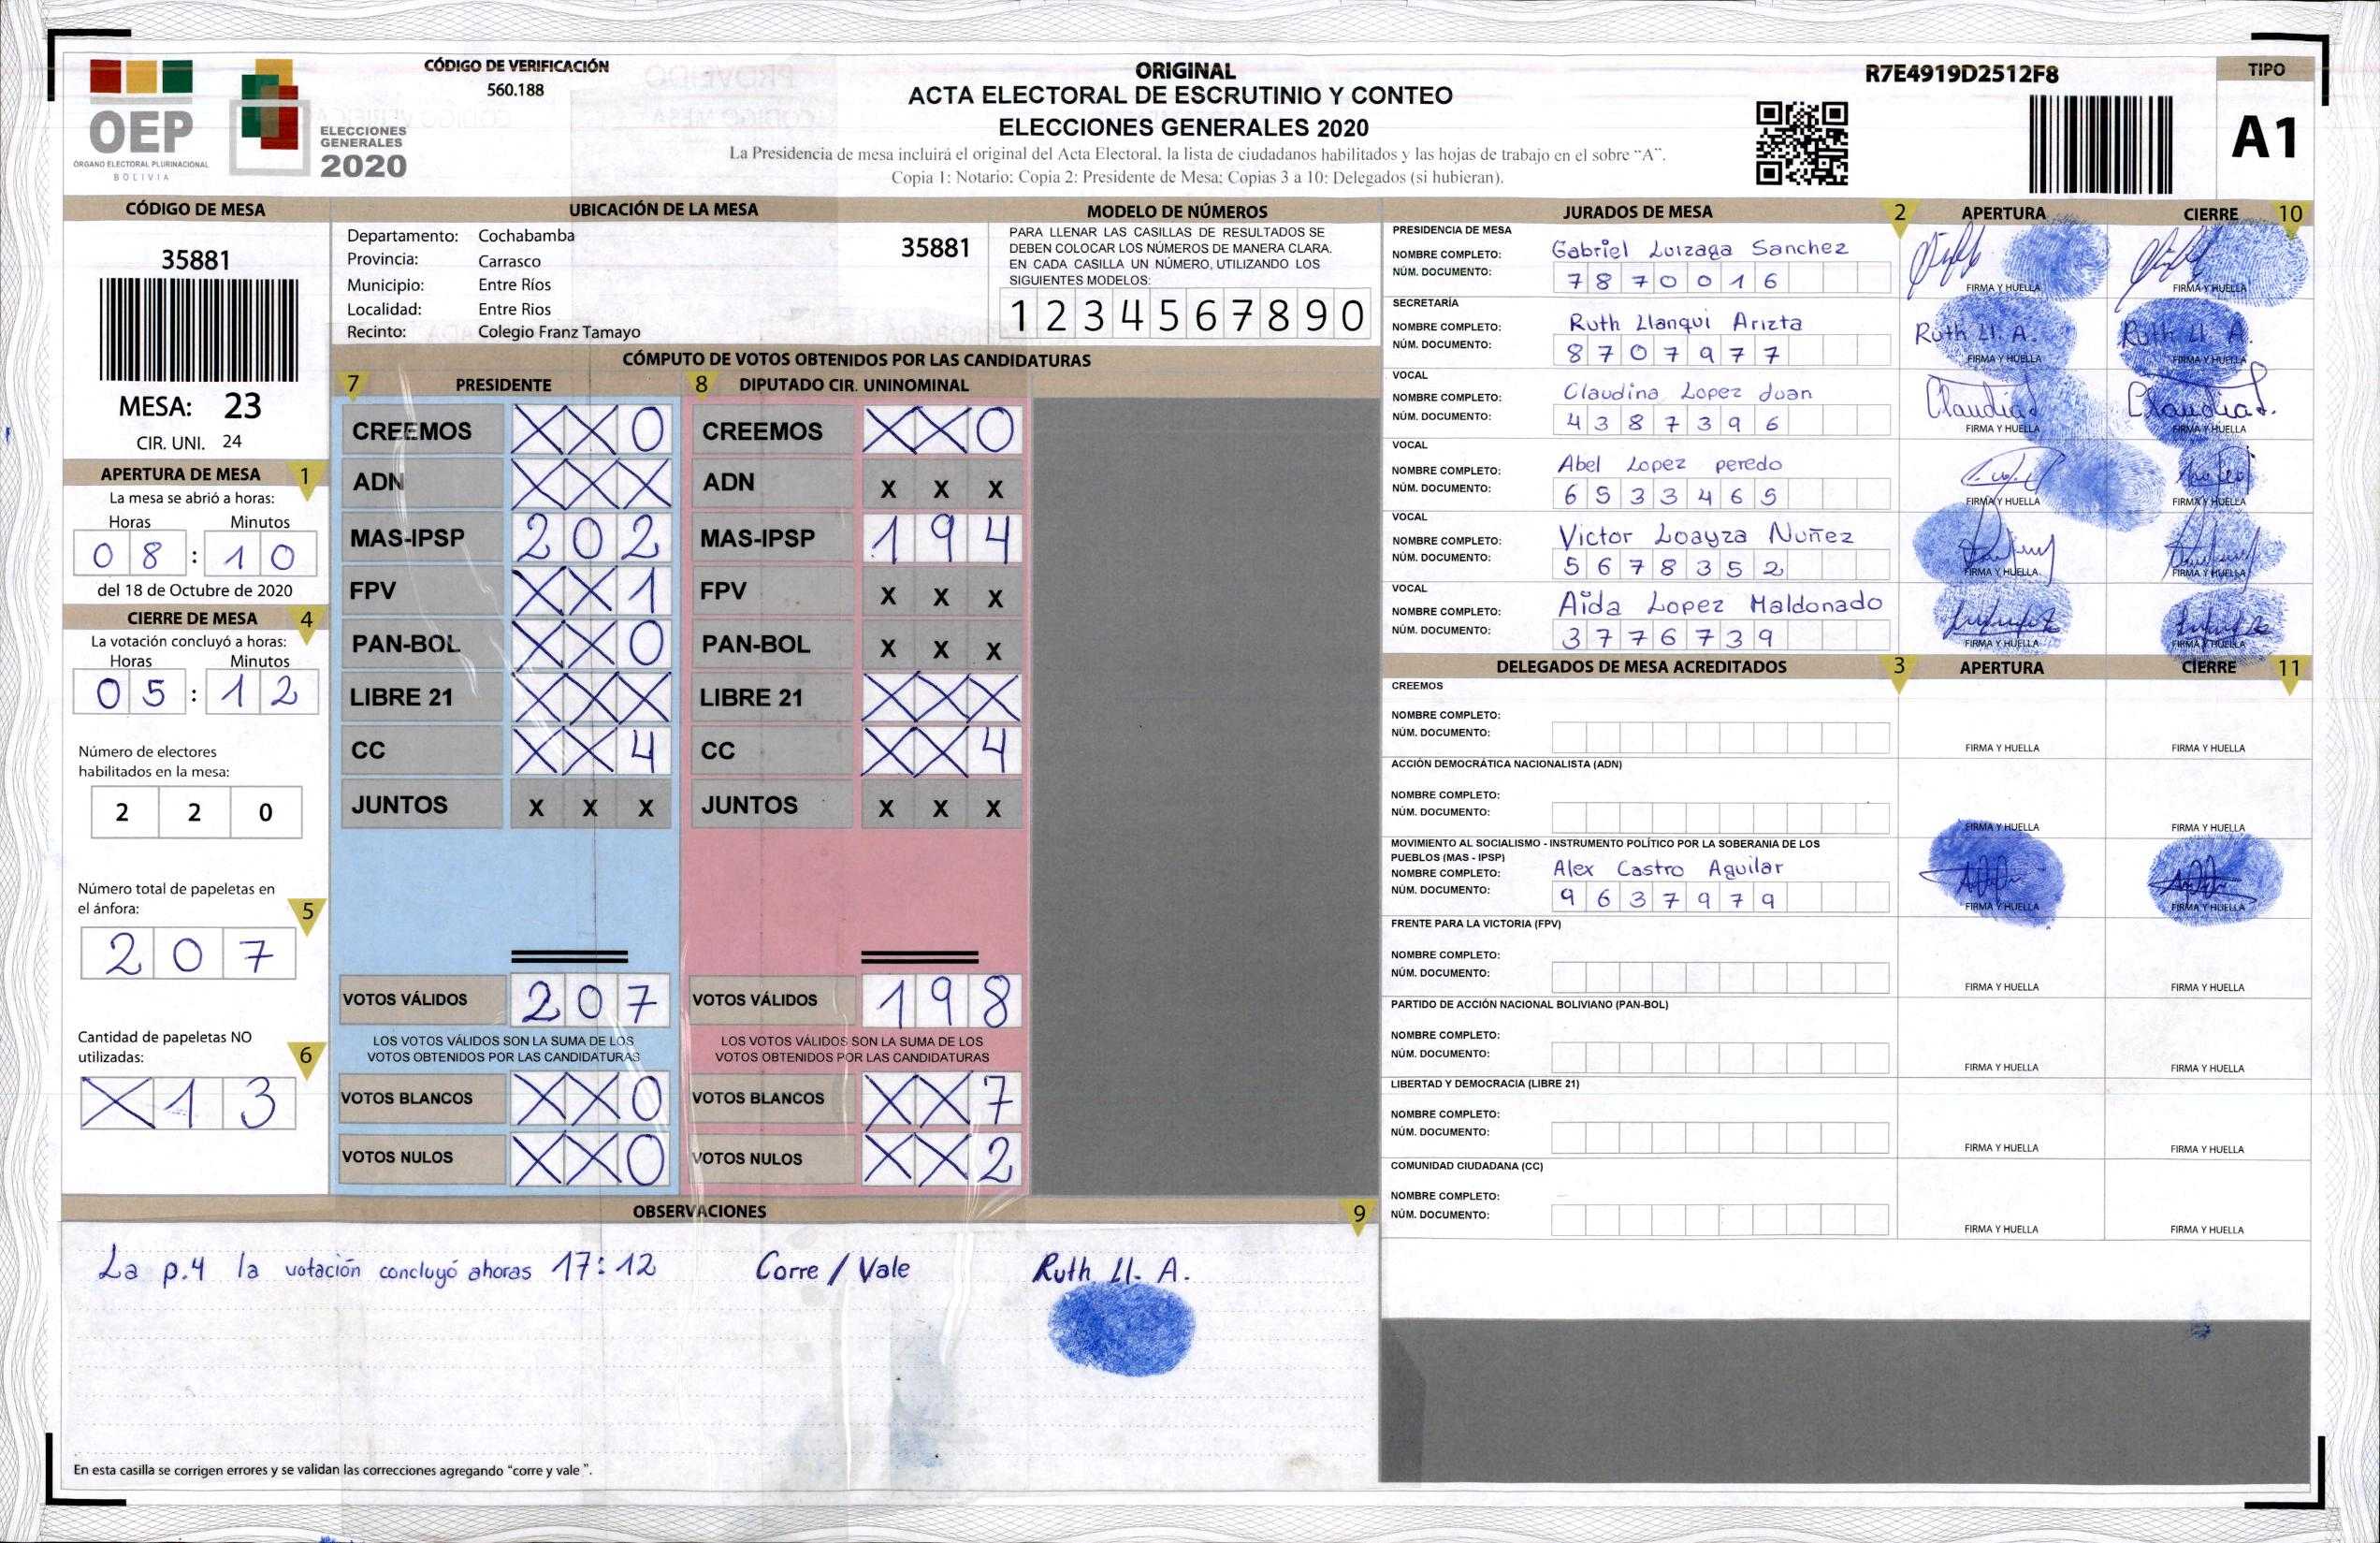 OEP
ÓRGANO ELECTORAL PLURINACIONAL
BOLIVIA
ELECCIONES
GENERALES
2020
CÓDIGO DE VERIFICACIÓN
560.188
ORIGINAL
ACTA ELECTORAL DE ESCRUTINIO Y CONTEO
ELECCIONES GENERALES 2020
La Presidencia de mesa incluirá el original del Acta Electoral, la lista de ciudadanos habilitados y las hojas de trabajo en el sobre "A".
Copia 1: Notario; Copia 2: Presidente de Mesa; Copias 3 a 10: Delegados (si hubieran).
R7E4919D2512F8
TIPO
A1
CÓDIGO DE MESA
35881
MESA: 23
CIR. UNI. 24
APERTURA DE MESA 1
La mesa se abrió a horas:
Horas Minutos
0 8 : 1 0
del 18 de Octubre de 2020
CIERRE DE MESA 4
La votación concluyó a horas:
Horas Minutos
0 5 : 1 2
Número de electores
habilitados en la mesa:
2 2 0
Número total de papeletas en
el ánfora: 5
2 0 7
Cantidad de papeletas NO
utilizadas: 6
X 1 3
UBICACIÓN DE LA MESA
Departamento: Cochabamba
Provincia: Carrasco
Municipio: Entre Ríos
Localidad: Entre Rios
Recinto: Colegio Franz Tamayo
35881
MODELO DE NÚMEROS
PARA LLENAR LAS CASILLAS DE RESULTADOS SE
DEBEN COLOCAR LOS NÚMEROS DE MANERA CLARA.
EN CADA CASILLA UN NÚMERO, UTILIZANDO LOS
SIGUIENTES MODELOS:
1 2 3 4 5 6 7 8 9 0
CÓMPUTO DE VOTOS OBTENIDOS POR LAS CANDIDATURAS
7 PRESIDENTE 8 DIPUTADO CIR. UNINOMINAL
CREEMOS X X 0 CREEMOS X X 0
ADN X X X ADN X X X
MAS-IPSP 2 0 2 MAS-IPSP 1 9 4
FPV X X 1 FPV X X X
PAN-BOL X X 0 PAN-BOL X X X
LIBRE 21 X X X LIBRE 21 X X X
CC X X 4 CC X X 4
JUNTOS X X X JUNTOS X X X
VOTOS VÁLIDOS 2 0 7 VOTOS VÁLIDOS 1 9 8
LOS VOTOS VÁLIDOS SON LA SUMA DE LOS LOS VOTOS VÁLIDOS SON LA SUMA DE LOS
VOTOS OBTENIDOS POR LAS CANDIDATURAS VOTOS OBTENIDOS POR LAS CANDIDATURAS
VOTOS BLANCOS X X 0 VOTOS BLANCOS X X 7
VOTOS NULOS X X 0 VOTOS NULOS X X 2
OBSERVACIONES 9
La p.4 la votación concluyó ahoras 17:12 Corre / Vale Ruth Ll. A.
En esta casilla se corrigen errores y se validan las correcciones agregando "corre y vale ".
JURADOS DE MESA 2 APERTURA CIERRE 10
PRESIDENCIA DE MESA
NOMBRE COMPLETO: Gabriel Luizaga Sanchez
NÚM. DOCUMENTO: 7 8 7 0 0 1 6
FIRMA Y HUELLA FIRMA Y HUELLA
SECRETARÍA
NOMBRE COMPLETO: Ruth Llanqui Arizta Ruth Ll. A. Ruth Ll A.
NÚM. DOCUMENTO: 8 7 0 7 9 7 7
FIRMA Y HUELLA FIRMA Y HUELLA
VOCAL
NOMBRE COMPLETO: Claudina Lopez Juan
NÚM. DOCUMENTO: 4 3 8 7 3 9 6
FIRMA Y HUELLA FIRMA Y HUELLA
VOCAL
NOMBRE COMPLETO: Abel Lopez peredo
NÚM. DOCUMENTO: 6 5 3 3 4 6 5
FIRMA Y HUELLA FIRMA Y HUELLA
VOCAL
NOMBRE COMPLETO: Victor Loayza Nuñez
NÚM. DOCUMENTO: 5 6 7 8 3 5 2
FIRMA Y HUELLA FIRMA Y HUELLA
VOCAL
NOMBRE COMPLETO: Aida Lopez Maldonado
NÚM. DOCUMENTO: 3 7 7 6 7 3 9
FIRMA Y HUELLA FIRMA Y HUELLA
DELEGADOS DE MESA ACREDITADOS 3 APERTURA CIERRE 11
CREEMOS
NOMBRE COMPLETO:
NÚM. DOCUMENTO:
FIRMA Y HUELLA FIRMA Y HUELLA
ACCIÓN DEMOCRÁTICA NACIONALISTA (ADN)
NOMBRE COMPLETO:
NÚM. DOCUMENTO:
FIRMA Y HUELLA FIRMA Y HUELLA
MOVIMIENTO AL SOCIALISMO - INSTRUMENTO POLÍTICO POR LA SOBERANIA DE LOS
PUEBLOS (MAS - IPSP)
NOMBRE COMPLETO: Alex Castro Aguilar
NÚM. DOCUMENTO: 9 6 3 7 9 7 9
FIRMA Y HUELLA FIRMA Y HUELLA
FRENTE PARA LA VICTORIA (FPV)
NOMBRE COMPLETO:
NÚM. DOCUMENTO:
FIRMA Y HUELLA FIRMA Y HUELLA
PARTIDO DE ACCIÓN NACIONAL BOLIVIANO (PAN-BOL)
NOMBRE COMPLETO:
NÚM. DOCUMENTO:
FIRMA Y HUELLA FIRMA Y HUELLA
LIBERTAD Y DEMOCRACIA (LIBRE 21)
NOMBRE COMPLETO:
NÚM. DOCUMENTO:
FIRMA Y HUELLA FIRMA Y HUELLA
COMUNIDAD CIUDADANA (CC)
NOMBRE COMPLETO:
NÚM. DOCUMENTO:
FIRMA Y HUELLA FIRMA Y HUELLA